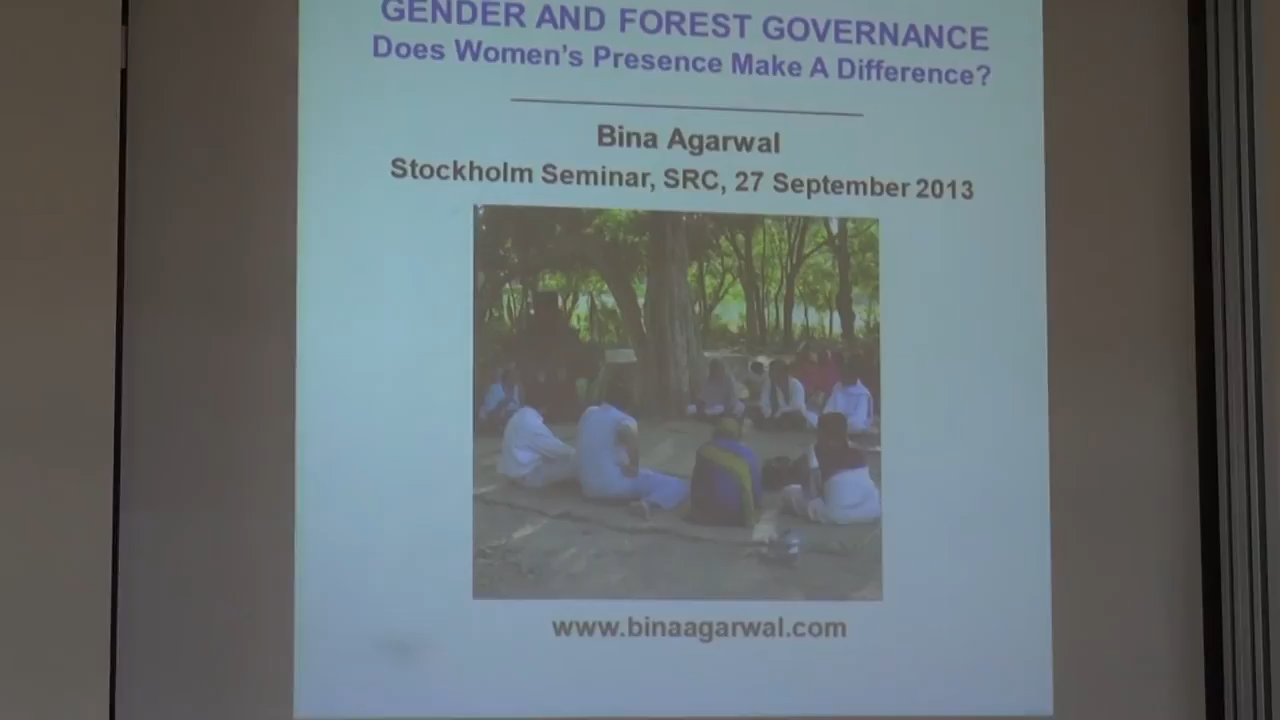 GENDER AND FOREST GOVERNANCE
Does Women's Presence Make A Difference?
Bina Agarwal
Stockholm Seminar, SRC, 27 September 2013
www.binaagarwal.com